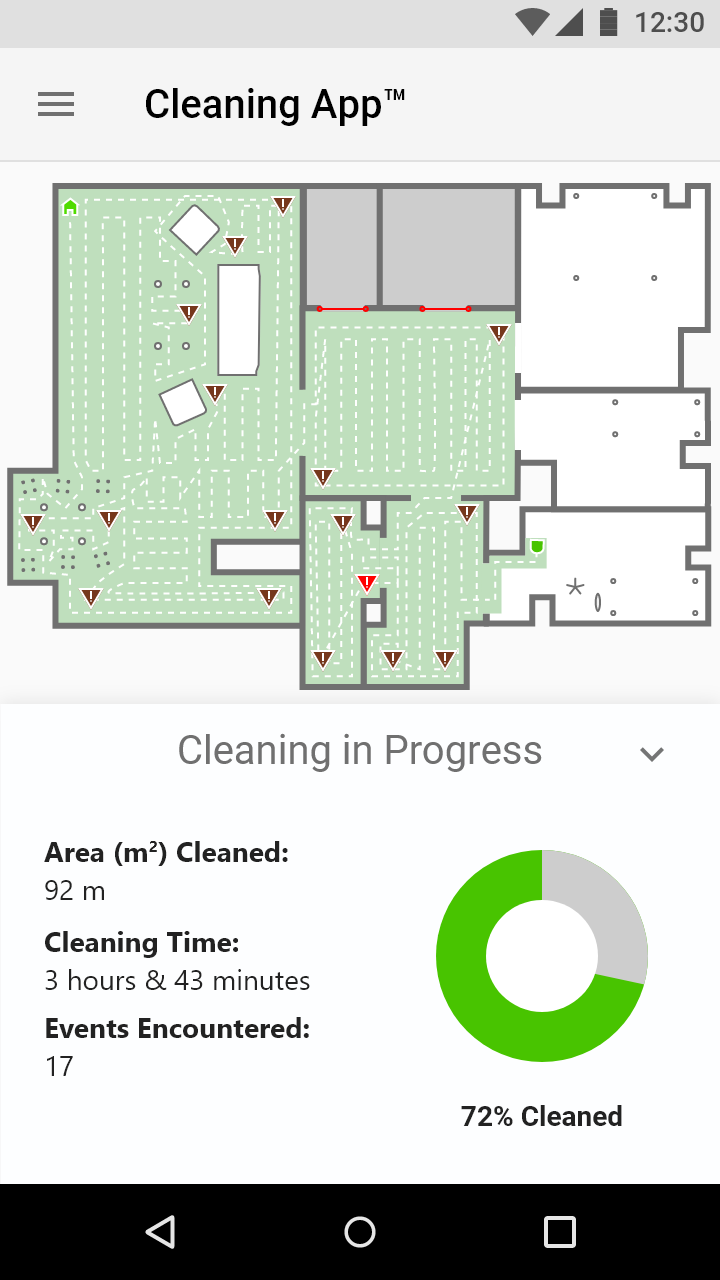 12:30
Cleaning App™
Cleaning in Progress
Area (m²) Cleaned:
92 m
Cleaning Time:
3 hours & 43 minutes
Events Encountered:
17
72% Cleaned